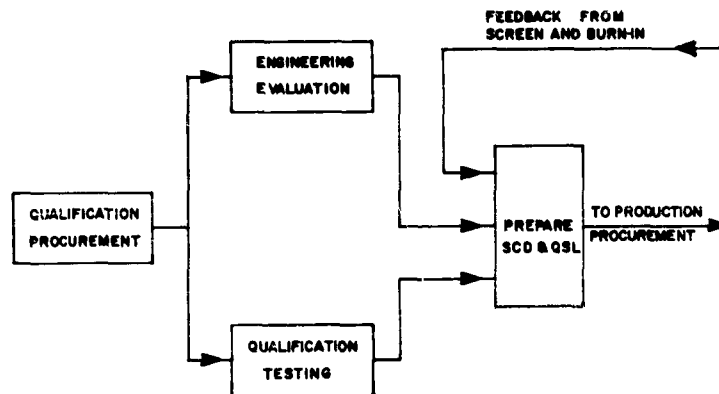 FEEDBACK FROM
SCREEN AND BURN-IN
ENGINEERING
EVALUATION
QUALIFICATION
PROCUREMENT
PREPARE
SCD & QSL
TO PRODUCTION
PROCUREMENT
QUALIFICATION
TESTING